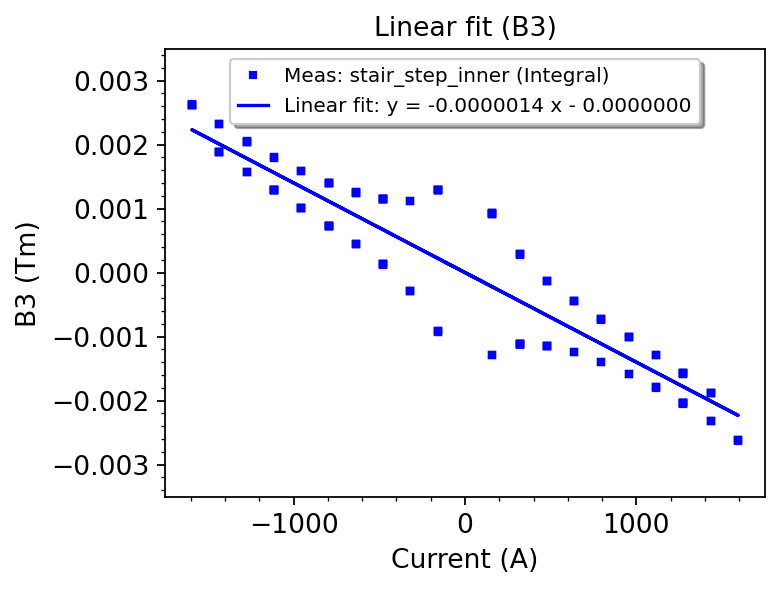 Linear fit (B3)
Meas: stair_step_inner (Integral)
Linear fit: y = -0.0000014 x - 0.0000000
0.003
0.002
0.001
0.000
−0.001
−0.002
−0.003
B3 (Tm)
−1000 0 1000
Current (A)